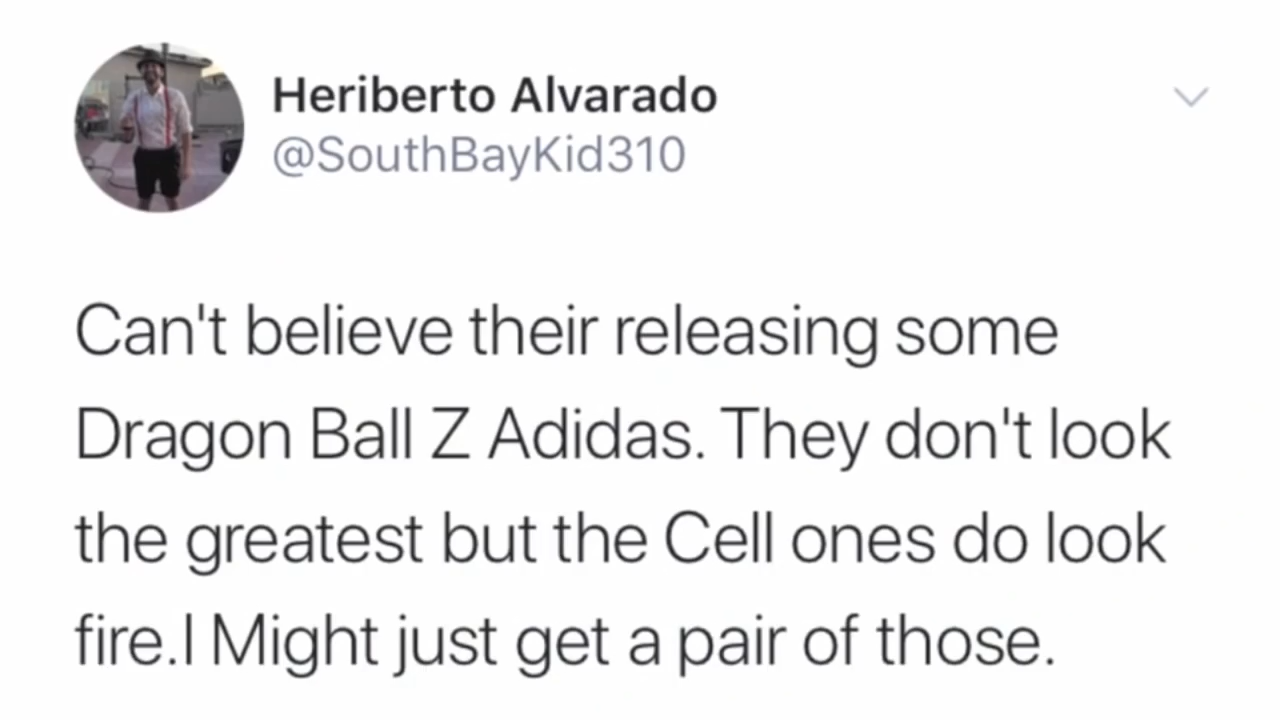 Heriberto Alvarado
@SouthBayKid310
Can't believe their releasing some
Dragon Ball Z Adidas. They don't look
the greatest but the Cell ones do look
fire.I Might just get a pair of those.